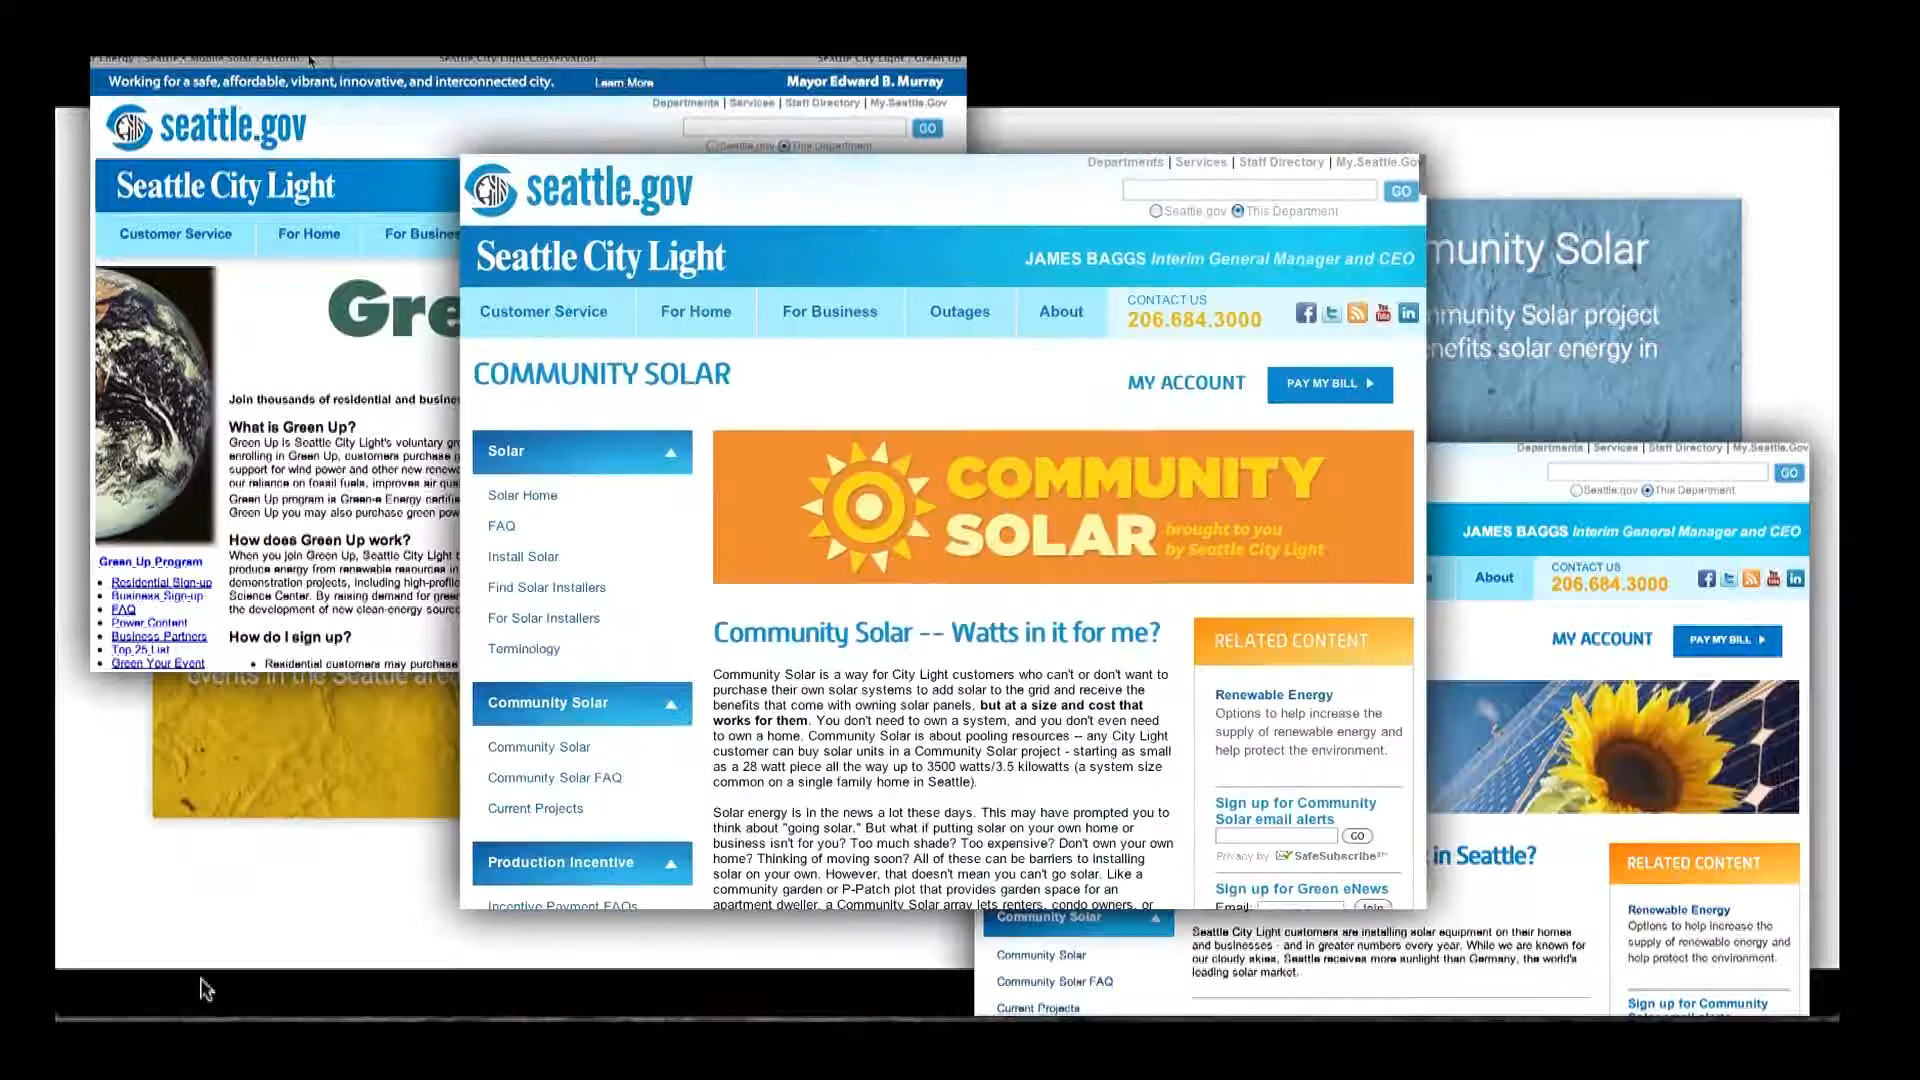 Working for a safe, affordable, vibrant, innovative, and interconnected city.
Learn More
Mayor Edward B. Murray
Departments | Services | Staff Directory | My.Seattle.Gov
seattle.gov
GO
Seattle.gov This Department
Seattle City Light
Customer Service
For Home
For Busine
Gre
Join thousands of residential and busine
What is Green Up?
Green Up is Seattle City Light's voluntary gr
enrolling in Green Up, customers purchase
support for wind power and other new renew
our reliance on fossil fuels, improves air qua
Green Up program is Green-e Energy certifi
Green Up you may also purchase green pow
How does Green Up work?
When you join Green Up, Seattle City Light
produce energy from renewable resources in
demonstration projects, including high-profile
Science Center. By raising demand for green
the development of new clean-energy source
How do I sign up?
Residential customers may purchase
Green Up Program
Residential Sign-up
Business Sign-up
FAQ
Power Content
Business Partners
Top 25 List
Green Your Event
events in the Seattle area
Departments | Services | Staff Directory | My.Seattle.Gov
seattle.gov
GO
Seattle.gov This Department
Seattle City Light
JAMES BAGGS Interim General Manager and CEO
Customer Service
For Home
For Business
Outages
About
CONTACT US
206.684.3000
COMMUNITY SOLAR
MY ACCOUNT
PAY MY BILL
Solar
Solar Home
FAQ
Install Solar
Find Solar Installers
For Solar Installers
Terminology
Community Solar
Community Solar
Community Solar FAQ
Current Projects
Production Incentive
Incentive Payment FAQs
COMMUNITY
SOLAR brought to you
by Seattle City Light
Community Solar -- Watts in it for me?
Community Solar is a way for City Light customers who can't or don't want to
purchase their own solar systems to add solar to the grid and receive the
benefits that come with owning solar panels, but at a size and cost that
works for them. You don't need to own a system, and you don't even need
to own a home. Community Solar is about pooling resources -- any City Light
customer can buy solar units in a Community Solar project - starting as small
as a 28 watt piece all the way up to 3500 watts/3.5 kilowatts (a system size
common on a single family home in Seattle).
Solar energy is in the news a lot these days. This may have prompted you to
think about "going solar." But what if putting solar on your own home or
business isn't for you? Too much shade? Too expensive? Don't own your own
home? Thinking of moving soon? All of these can be barriers to installing
solar on your own. However, that doesn't mean you can't go solar. Like a
community garden or P-Patch plot that provides garden space for an
apartment dweller, a Community Solar array lets renters, condo owners, or
RELATED CONTENT
Renewable Energy
Options to help increase the
supply of renewable energy and
help protect the environment.
Sign up for Community
Solar email alerts
GO
Privacy by SafeSubscribe
Sign up for Green eNews
Email:
Join
munity Solar
mmunity Solar project
nefits solar energy in
Departments | Services | Staff Directory | My.Seattle.Gov
GO
Seattle.gov This Department
JAMES BAGGS Interim General Manager and CEO
About
CONTACT US
206.684.3000
MY ACCOUNT
PAY MY BILL
in Seattle?
RELATED CONTENT
Renewable Energy
Options to help increase the
supply of renewable energy and
help protect the environment.
Sign up for Community
Community Solar
Community Solar
Community Solar FAQ
Current Projects
Seattle City Light customers are installing solar equipment on their homes
and businesses - and in greater numbers every year. While we are known for
our cloudy skies, Seattle receives more sunlight than Germany, the world's
leading solar market.